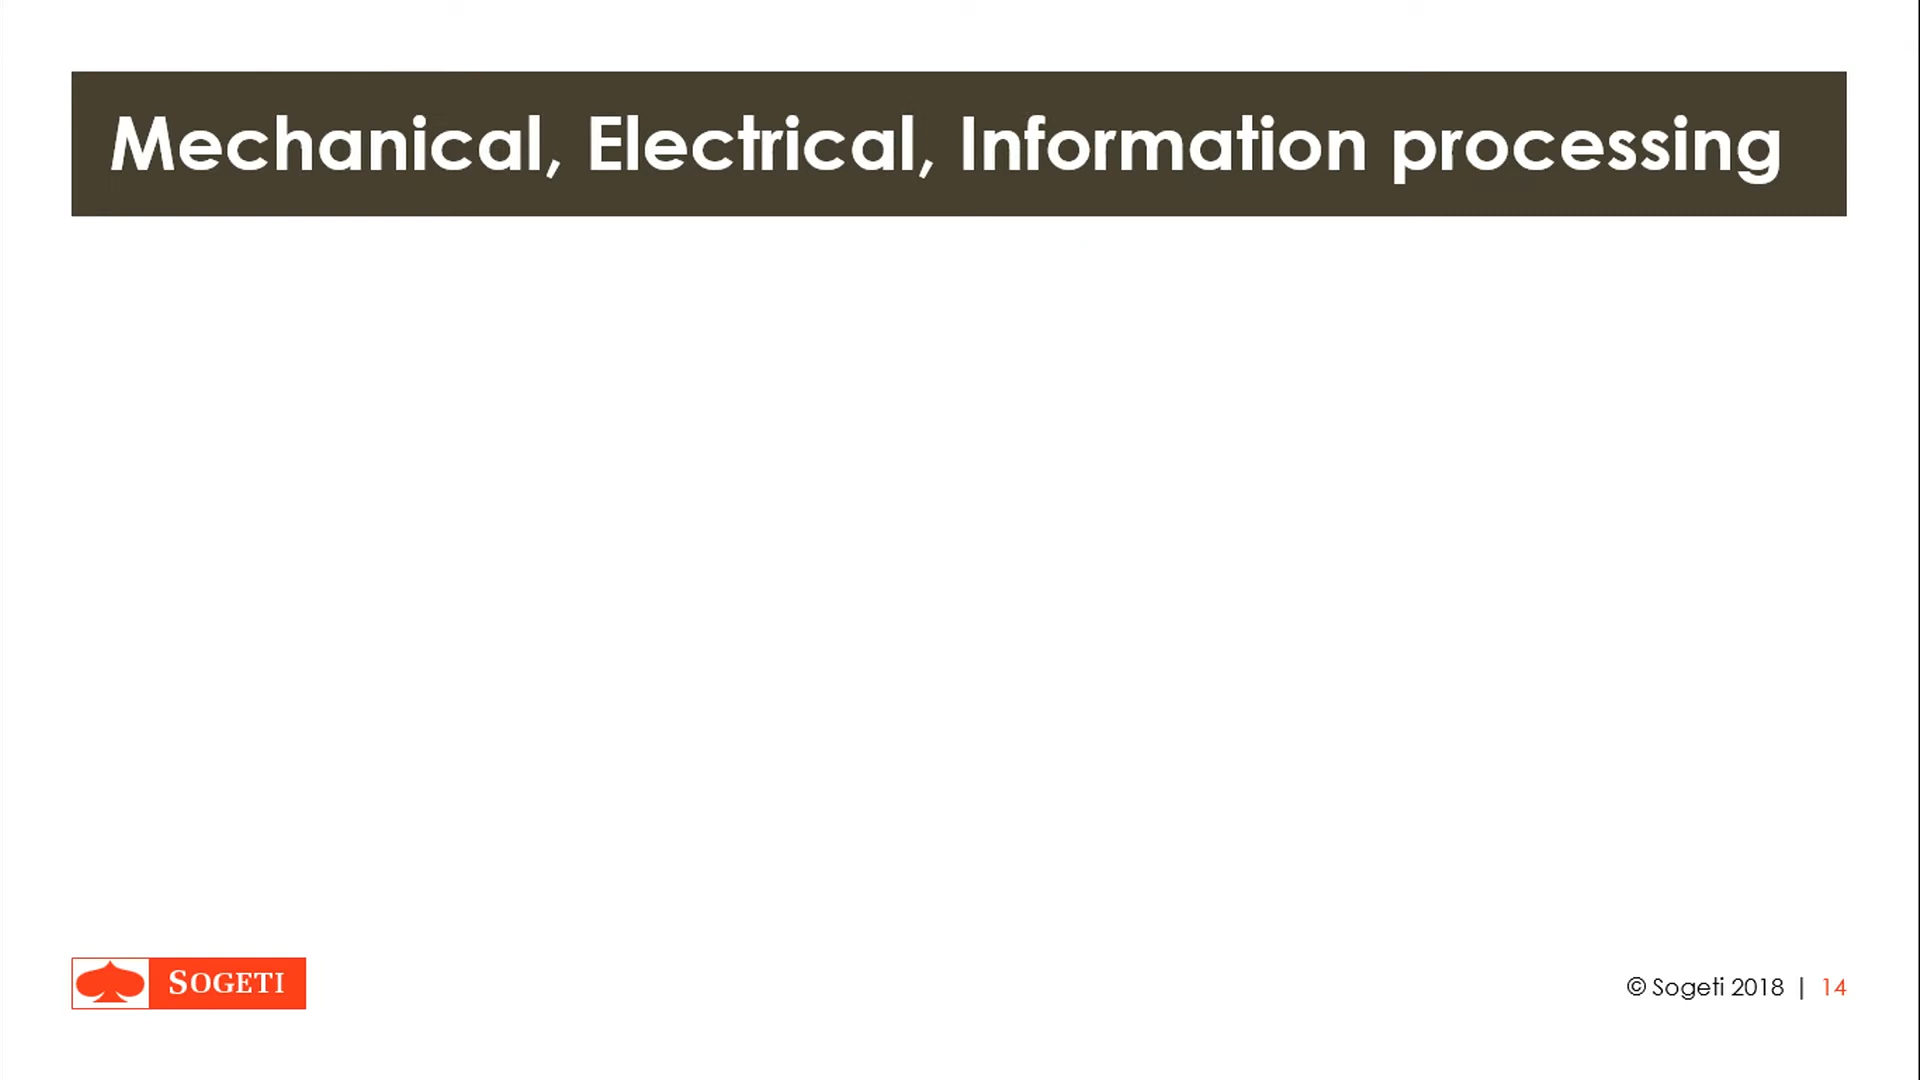 Mechanical, Electrical, Information processing
SOGETI
© Sogeti 2018 | 14